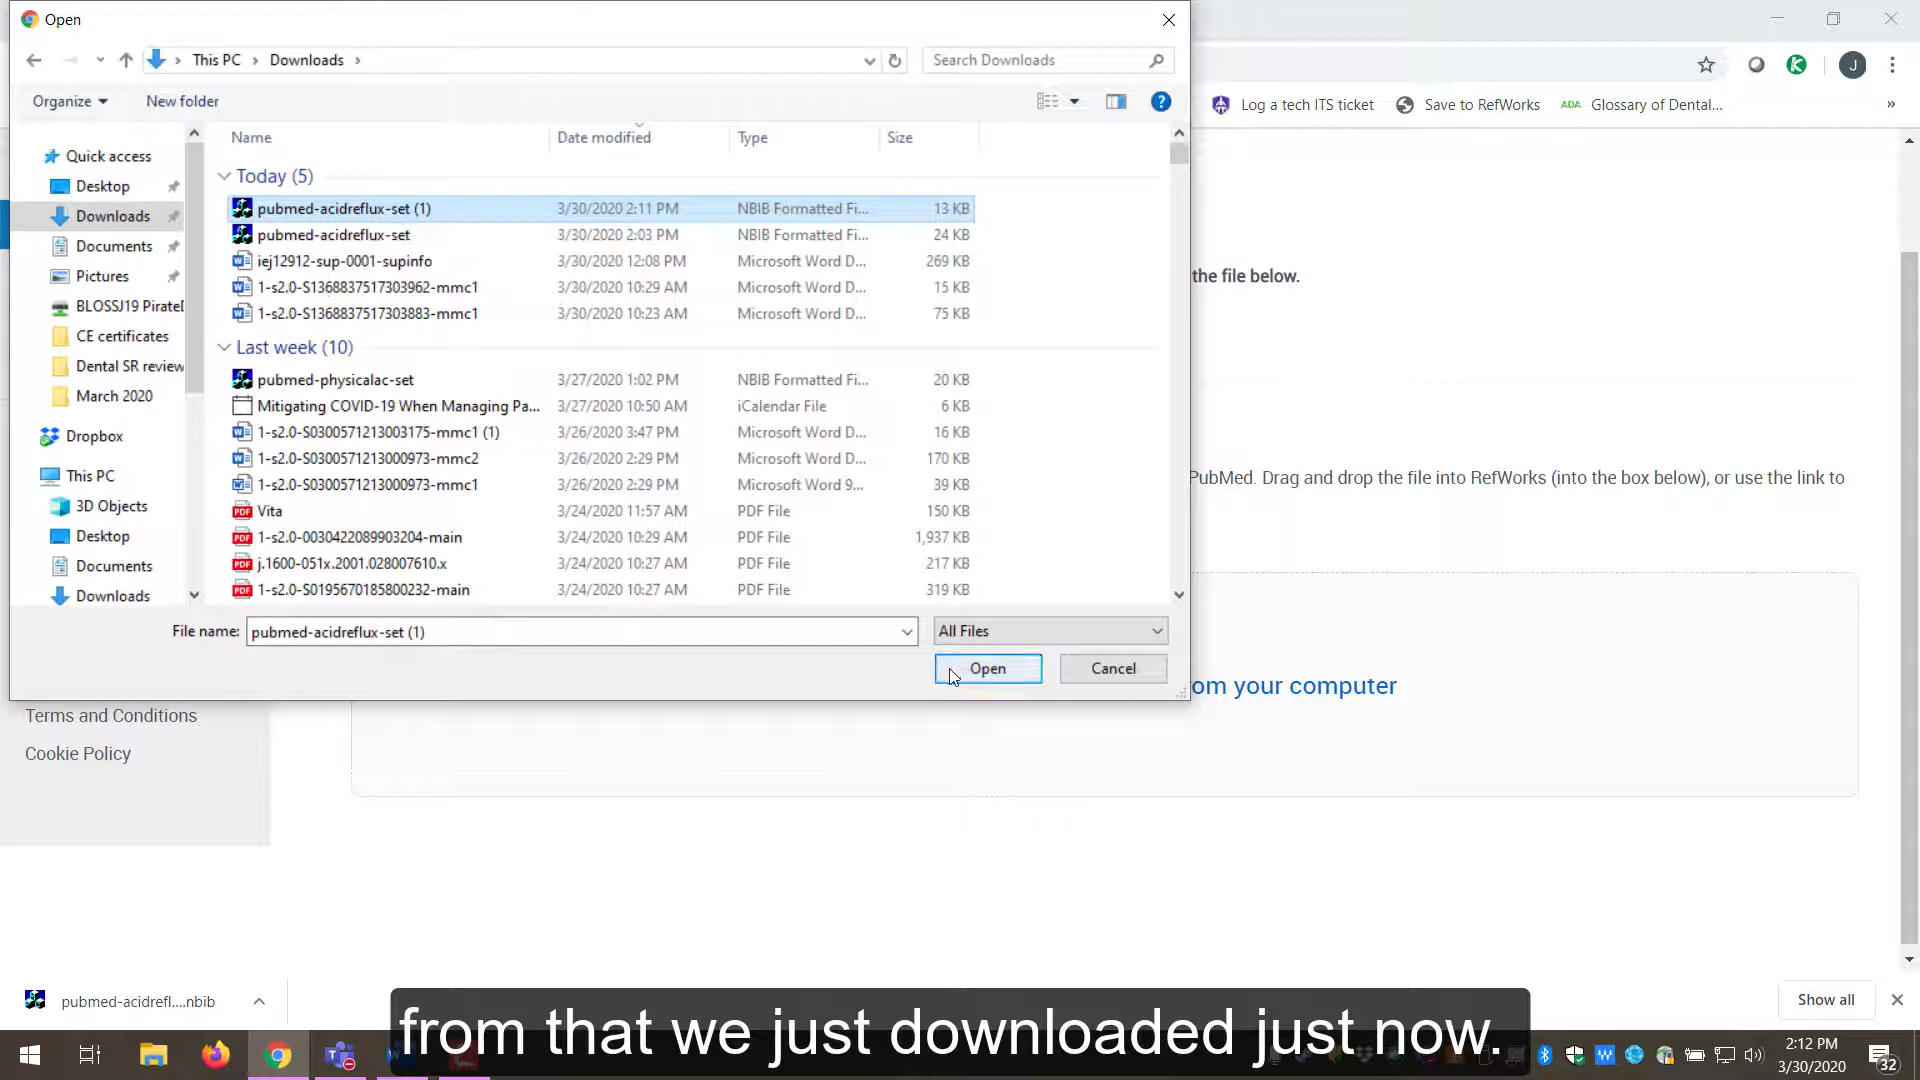 Open
This PC > Downloads >
Search Downloads
J
Organize
New folder
?
Log a tech ITS ticket
Save to RefWorks
ADA
Glossary of Dental...
»
Name
Date modified
Type
Size
Quick access
Desktop
Downloads
Documents
Pictures
BLOSSJ19 Pirate
CE certificates
Dental SR review
March 2020
Dropbox
This PC
3D Objects
Desktop
Documents
Downloads
Today (5)
pubmed-acidreflux-set (1) 3/30/2020 2:11 PM NBIB Formatted Fi... 13 KB
pubmed-acidreflux-set 3/30/2020 2:03 PM NBIB Formatted Fi... 24 KB
iej12912-sup-0001-supinfo 3/30/2020 12:08 PM Microsoft Word D... 269 KB
1-s2.0-S1368837517303962-mmc1 3/30/2020 10:29 AM Microsoft Word D... 15 KB
1-s2.0-S1368837517303883-mmc1 3/30/2020 10:23 AM Microsoft Word D... 75 KB
Last week (10)
pubmed-physicalac-set 3/27/2020 1:02 PM NBIB Formatted Fi... 20 KB
Mitigating COVID-19 When Managing Pa... 3/27/2020 10:50 AM iCalendar File 6 KB
1-s2.0-S0300571213003175-mmc1 (1) 3/26/2020 3:47 PM Microsoft Word D... 16 KB
1-s2.0-S0300571213000973-mmc2 3/26/2020 2:29 PM Microsoft Word D... 170 KB
1-s2.0-S0300571213000973-mmc1 3/26/2020 2:29 PM Microsoft Word 9... 39 KB
Vita 3/24/2020 11:57 AM PDF File 150 KB
1-s2.0-0030422089903204-main 3/24/2020 10:29 AM PDF File 1,937 KB
j.1600-051x.2001.028007610.x 3/24/2020 10:27 AM PDF File 217 KB
1-s2.0-S0195670185800232-main 3/24/2020 10:27 AM PDF File 319 KB
File name: pubmed-acidreflux-set (1)
All Files
Open
Cancel
the file below.
PubMed. Drag and drop the file into RefWorks (into the box below), or use the link to
om your computer
Terms and Conditions
Cookie Policy
pubmed-acidrefl....nbib
Show all
from that we just downloaded just now.
2:12 PM
3/30/2020
32